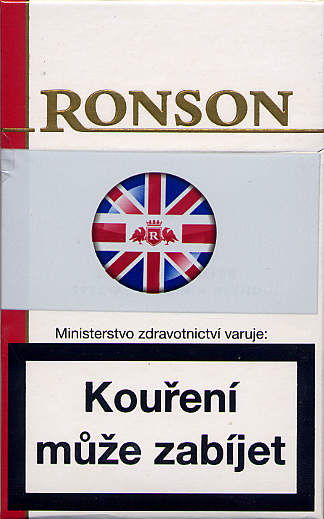 RONSON
R
Ministerstvo zdravotnictví varuje:
Kouření
může zabíjet